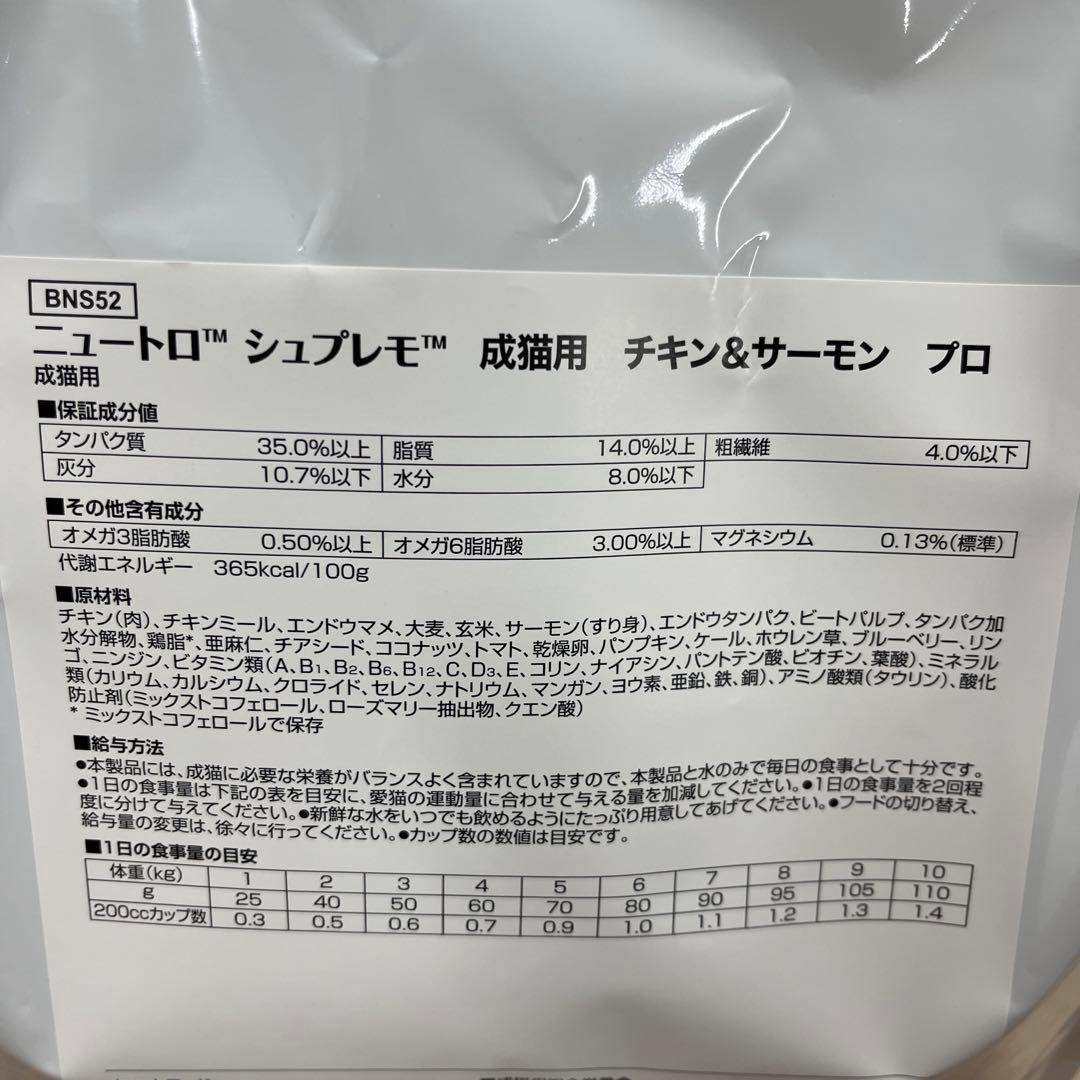 BNS52
ニュートロ™ シュプレモ™ 成猫用 チキン&サーモン プロ
成猫用
■保証成分値
タンパク質 35.0%以上 脂質 14.0%以上 粗繊維 4.0%以下
灰分 10.7%以下 水分 8.0%以下
■その他含有成分
オメガ3脂肪酸 0.50%以上 オメガ6脂肪酸 3.00%以上 マグネシウム 0.13%(標準)
代謝エネルギー 365kcal/100g
■原材料
チキン(肉)、チキンミール、エンドウマメ、大麦、玄米、サーモン(すり身)、エンドウタンパク、ビートパルプ、タンパク加
水分解物、鶏脂*、亜麻仁、チアシード、ココナッツ、トマト、乾燥卵、パンプキン、ケール、ホウレン草、ブルーベリー、リン
ゴ、ニンジン、ビタミン類(A、B1、B2、B6、B12、C、D3、E、コリン、ナイアシン、パントテン酸、ビオチン、葉酸)、ミネラル
類(カリウム、カルシウム、クロライド、セレン、ナトリウム、マンガン、ヨウ素、亜鉛、鉄、銅)、アミノ酸類(タウリン)、酸化
防止剤(ミックストコフェロール、ローズマリー抽出物、クエン酸)
* ミックストコフェロールで保存
■給与方法
●本製品には、成猫に必要な栄養がバランスよく含まれていますので、本製品と水のみで毎日の食事として十分です。
●1日の食事量は下記の表を目安に、愛猫の運動量に合わせて与える量を加減してください。●1日の食事量を2回程
度に分けて与えてください。●新鮮な水をいつでも飲めるようにたっぷり用意してあげてください。●フードの切り替え、
給与量の変更は、徐々に行ってください。●カップ数の数値は目安です。
■1日の食事量の目安
体重(kg) 1 2 3 4 5 6 7 8 9 10
g 25 40 50 60 70 80 90 95 105 110
200ccカップ数 0.3 0.5 0.6 0.7 0.9 1.0 1.1 1.2 1.3 1.4